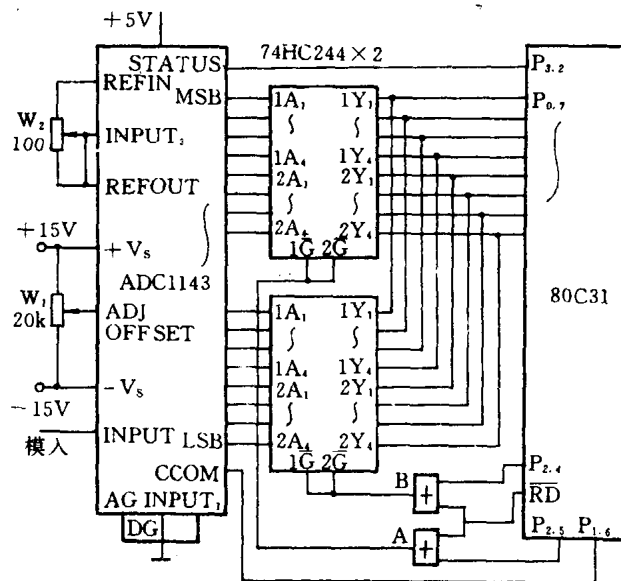 +5V
STATUS
74HC244×2
P₃.₂
REFIN
MSB
1A₁
1Y₁
P₀.₇
W₂
100
INPUT₃
REFOUT
1A₄
1Y₄
2A₁
2Y₁
2A₄
2Y₄
1G̅ 2G̅
+15V
+Vs
ADC1143
80C31
W₁
20k
ADJ
OFFSET
1A₁
1Y₁
1A₄
1Y₄
2A₁
2Y₁
−Vs
−15V
模入
INPUT
LSB
2A₄
2Y₄
1G̅ 2G̅
CCOM
B
+
P₂.₄
R̅D̅
AG INPUT₁
DG
A
+
P₂.₅
P₁.₆